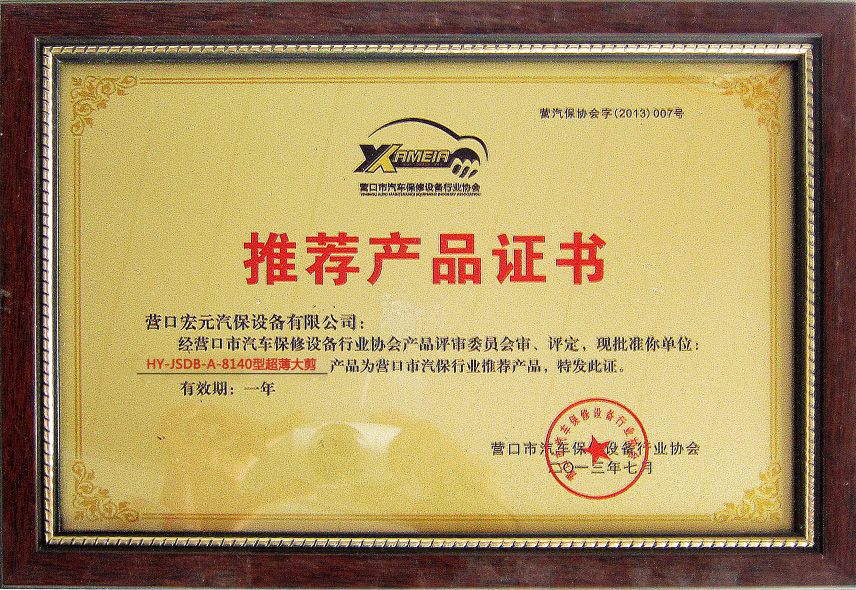 营汽保协会字(2013)007号
YKAMEIA
营口市汽车保修设备行业协会
推荐产品证书
营口宏元汽保设备有限公司：
经营口市汽车保修设备行业协会产品评审委员会审、评定，现批准你单位：
HY-JSDB-A-8140型超薄大剪 产品为营口市汽保行业推荐产品，特发此证。
有效期：一年
营口市汽车保修设备行业协会
二〇一三年七月